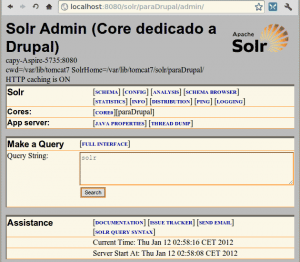 localhost:8080/solr/paraDrupal/admin/
Solr Admin (Core dedicado a Drupal)
Apache
Solr
capy-Aspire-5735:8080
cwd=/var/lib/tomcat7 SolrHome=/var/lib/tomcat7/solr/paraDrupal/
HTTP caching is ON
Solr
[SCHEMA] [CONFIG] [ANALYSIS] [SCHEMA BROWSER]
[STATISTICS] [INFO] [DISTRIBUTION] [PING] [LOGGING]
Cores: [CORE0][paraDrupal]
App server: [JAVA PROPERTIES] [THREAD DUMP]
Make a Query [FULL INTERFACE]
Query String: solr
Search
Assistance [DOCUMENTATION] [ISSUE TRACKER] [SEND EMAIL]
[SOLR QUERY SYNTAX]
Current Time: Thu Jan 12 02:58:16 CET 2012
Server Start At: Thu Jan 12 02:58:08 CET 2012